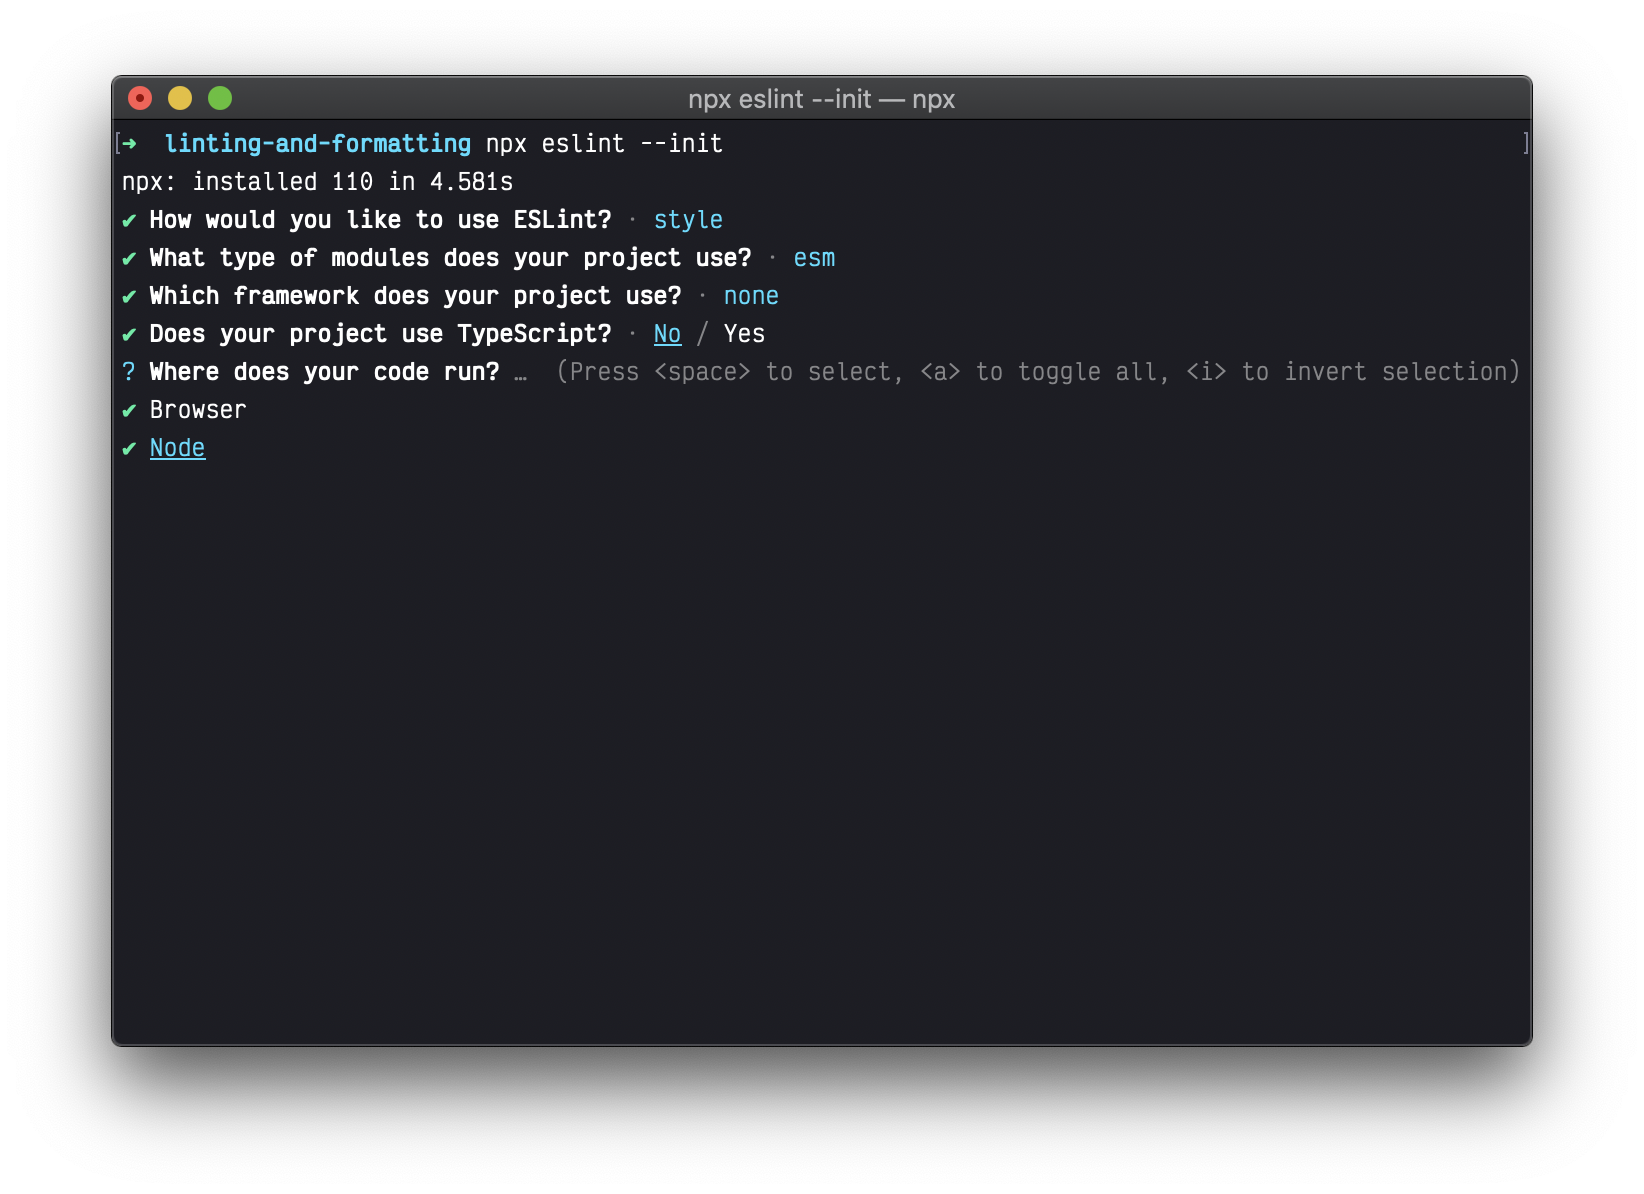 npx eslint --init — npx
[➜  linting-and-formatting npx eslint --init ]
npx: installed 110 in 4.581s
✔ How would you like to use ESLint? · style
✔ What type of modules does your project use? · esm
✔ Which framework does your project use? · none
✔ Does your project use TypeScript? · No / Yes
? Where does your code run? …  (Press <space> to select, <a> to toggle all, <i> to invert selection)
✔ Browser
✔ Node